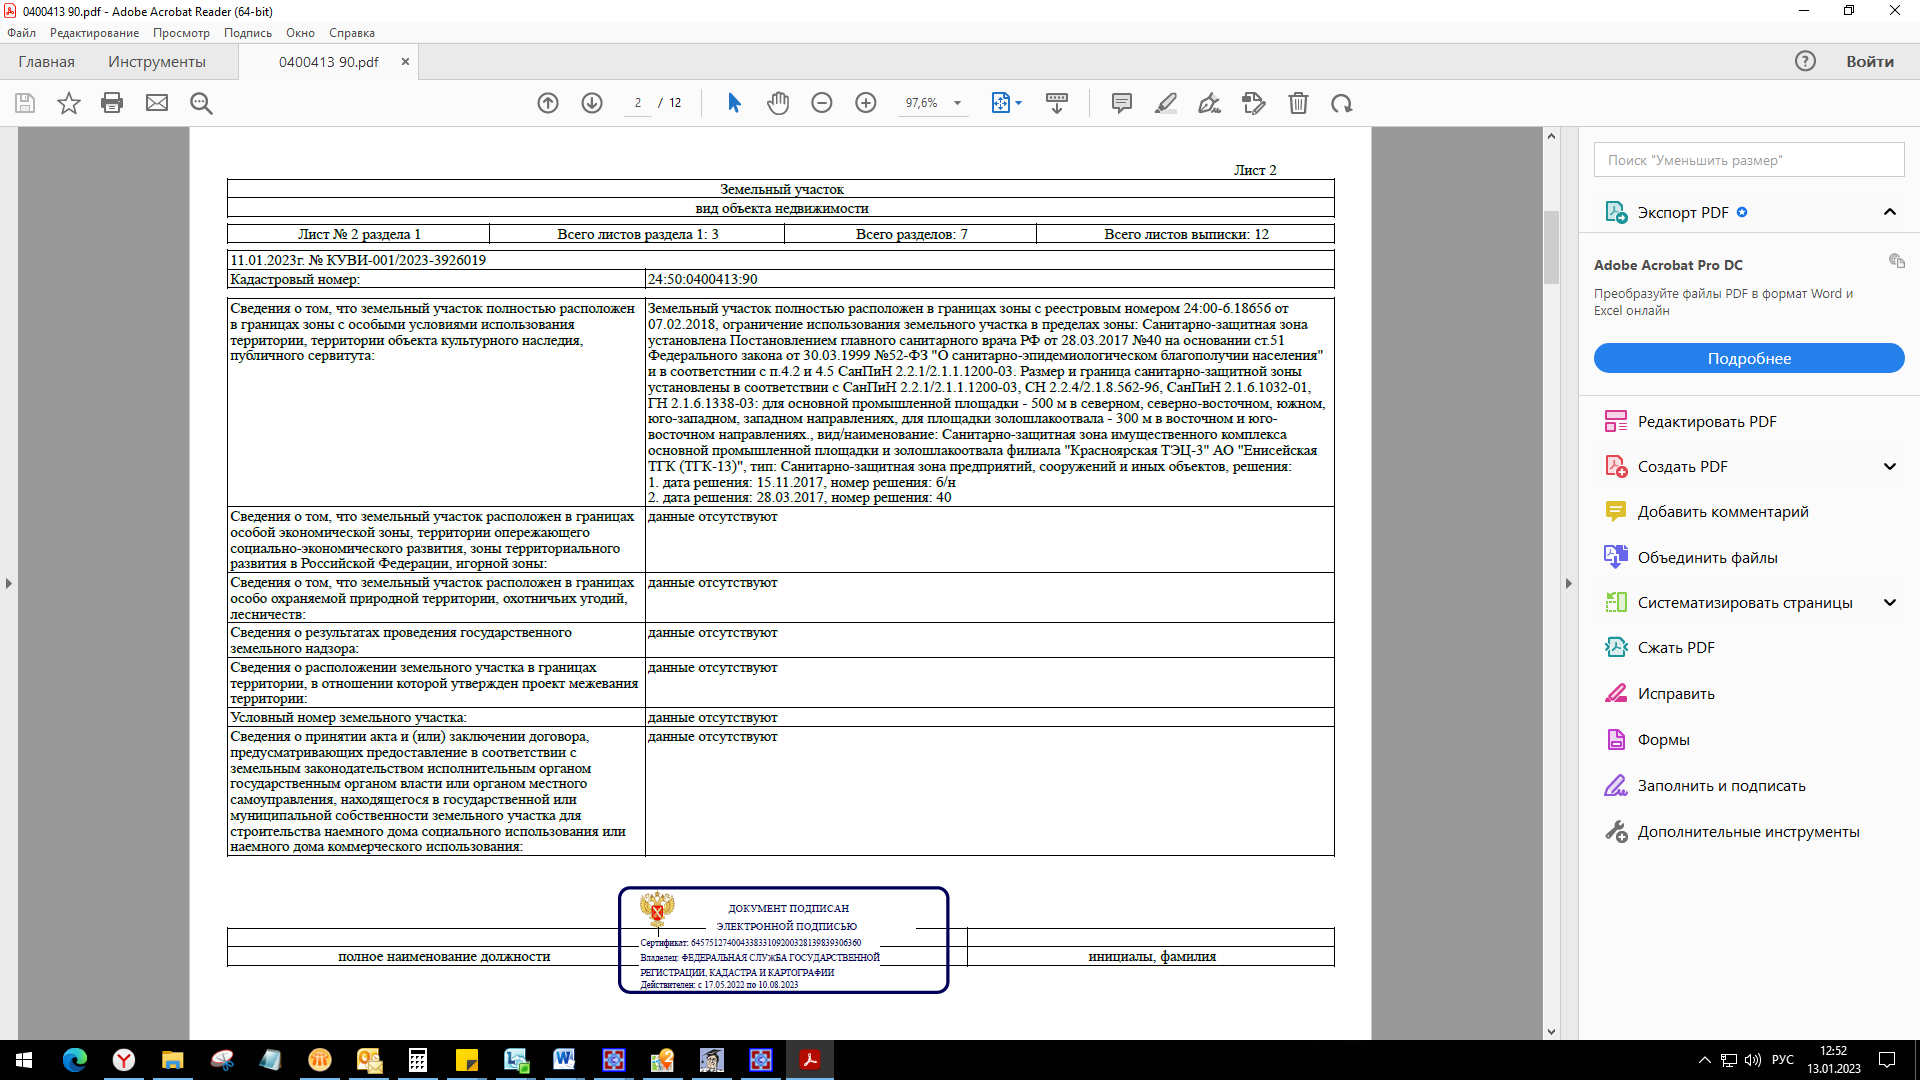 0400413 90.pdf - Adobe Acrobat Reader (64-bit)
Файл Редактирование Просмотр Подпись Окно Справка
Главная Инструменты 0400413 90.pdf Войти
2 / 12 97,6%
Лист 2
Земельный участок
вид объекта недвижимости
Лист № 2 раздела 1 Всего листов раздела 1: 3 Всего разделов: 7 Всего листов выписки: 12
11.01.2023г. № КУВИ-001/2023-3926019
Кадастровый номер: 24:50:0400413:90
Сведения о том, что земельный участок полностью расположен
в границах зоны с особыми условиями использования
территории, территории объекта культурного наследия,
публичного сервитута:
Земельный участок полностью расположен в границах зоны с реестровым номером 24:00-6.18656 от
07.02.2018, ограничение использования земельного участка в пределах зоны: Санитарно-защитная зона
установлена Постановлением главного санитарного врача РФ от 28.03.2017 №40 на основании ст.51
Федерального закона от 30.03.1999 №52-ФЗ "О санитарно-эпидемиологическом благополучии населения"
и в соответстнии с п.4.2 и 4.5 СанПиН 2.2.1/2.1.1.1200-03. Размер и граница санитарно-защитной зоны
установлены в соответствии с СанПиН 2.2.1/2.1.1.1200-03, СН 2.2.4/2.1.8.562-96, СанПиН 2.1.6.1032-01,
ГН 2.1.6.1338-03: для основной промышленной площадки - 500 м в северном, северно-восточном, южном,
юго-западном, западном направлениях, для площадки золошлакоотвала - 300 м в восточном и юго-
восточном направлениях., вид/наименование: Санитарно-защитная зона имущественного комплекса
основной промышленной площадки и золошлакоотвала филиала "Красноярская ТЭЦ-3" АО "Енисейская
ТГК (ТГК-13)", тип: Санитарно-защитная зона предприятий, сооружений и иных объектов, решения:
1. дата решения: 15.11.2017, номер решения: б/н
2. дата решения: 28.03.2017, номер решения: 40
Сведения о том, что земельный участок расположен в границах
особой экономической зоны, территории опережающего
социально-экономического развития, зоны территориального
развития в Российской Федерации, игорной зоны:
данные отсутствуют
Сведения о том, что земельный участок расположен в границах
особо охраняемой природной территории, охотничьих угодий,
лесничеств:
данные отсутствуют
Сведения о результатах проведения государственного
земельного надзора:
данные отсутствуют
Сведения о расположении земельного участка в границах
территории, в отношении которой утвержден проект межевания
территории:
данные отсутствуют
Условный номер земельного участка: данные отсутствуют
Сведения о принятии акта и (или) заключении договора,
предусматривающих предоставление в соответствии с
земельным законодательством исполнительным органом
государственным органом власти или органом местного
самоуправления, находящегося в государственной или
муниципальной собственности земельного участка для
строительства наемного дома социального использования или
наемного дома коммерческого использования:
данные отсутствуют
ДОКУМЕНТ ПОДПИСАН
ЭЛЕКТРОННОЙ ПОДПИСЬЮ
Сертификат: 64575127400433833109200328139839306360
Владелец: ФЕДЕРАЛЬНАЯ СЛУЖБА ГОСУДАРСТВЕННОЙ
РЕГИСТРАЦИИ, КАДАСТРА И КАРТОГРАФИИ
Действителен: с 17.05.2022 по 10.08.2023
полное наименование должности инициалы, фамилия
Поиск "Уменьшить размер"
Экспорт PDF
Adobe Acrobat Pro DC
Преобразуйте файлы PDF в формат Word и
Excel онлайн
Подробнее
Редактировать PDF
Создать PDF
Добавить комментарий
Объединить файлы
Систематизировать страницы
Сжать PDF
Исправить
Формы
Заполнить и подписать
Дополнительные инструменты
РУС
12:52
13.01.2023